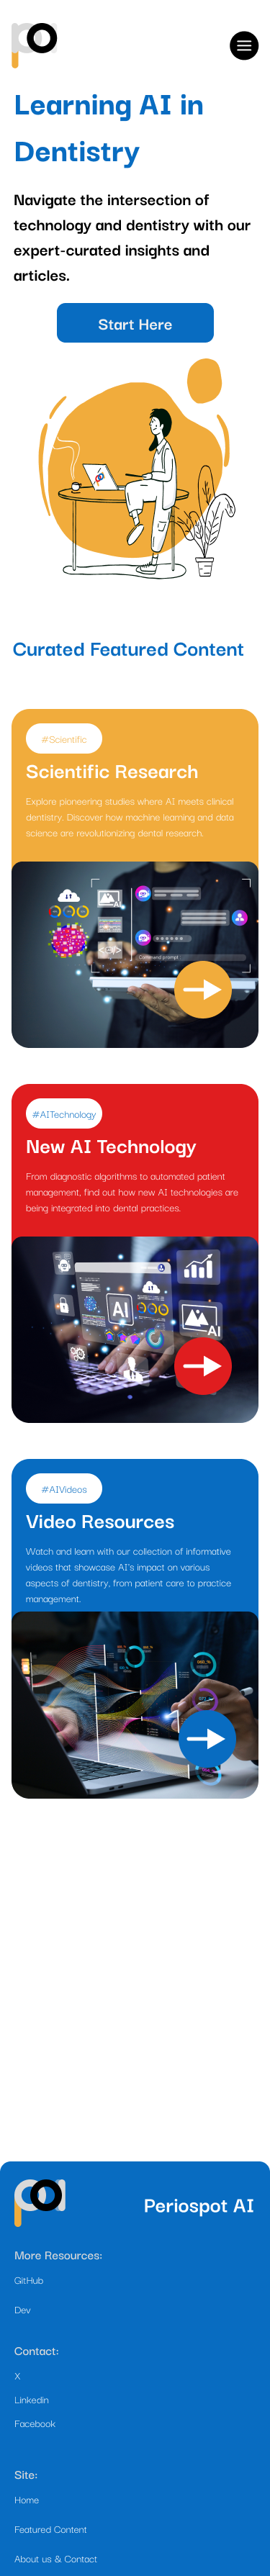 Learning AI in
Dentistry
Navigate the intersection of
technology and dentistry with our
expert-curated insights and
articles.
Start Here
Curated Featured Content
#Scientific
Scientific Research
Explore pioneering studies where AI meets clinical
dentistry. Discover how machine learning and data
science are revolutionizing dental research.
AI
Command prompt
#AITechnology
New AI Technology
From diagnostic algorithms to automated patient
management, find out how new AI technologies are
being integrated into dental practices.
AI
AI
#AIVideos
Video Resources
Watch and learn with our collection of informative
videos that showcase AI's impact on various
aspects of dentistry, from patient care to practice
management.
Periospot AI
More Resources:
GitHub
Dev
Contact:
X
Linkedin
Facebook
Site:
Home
Featured Content
About us & Contact